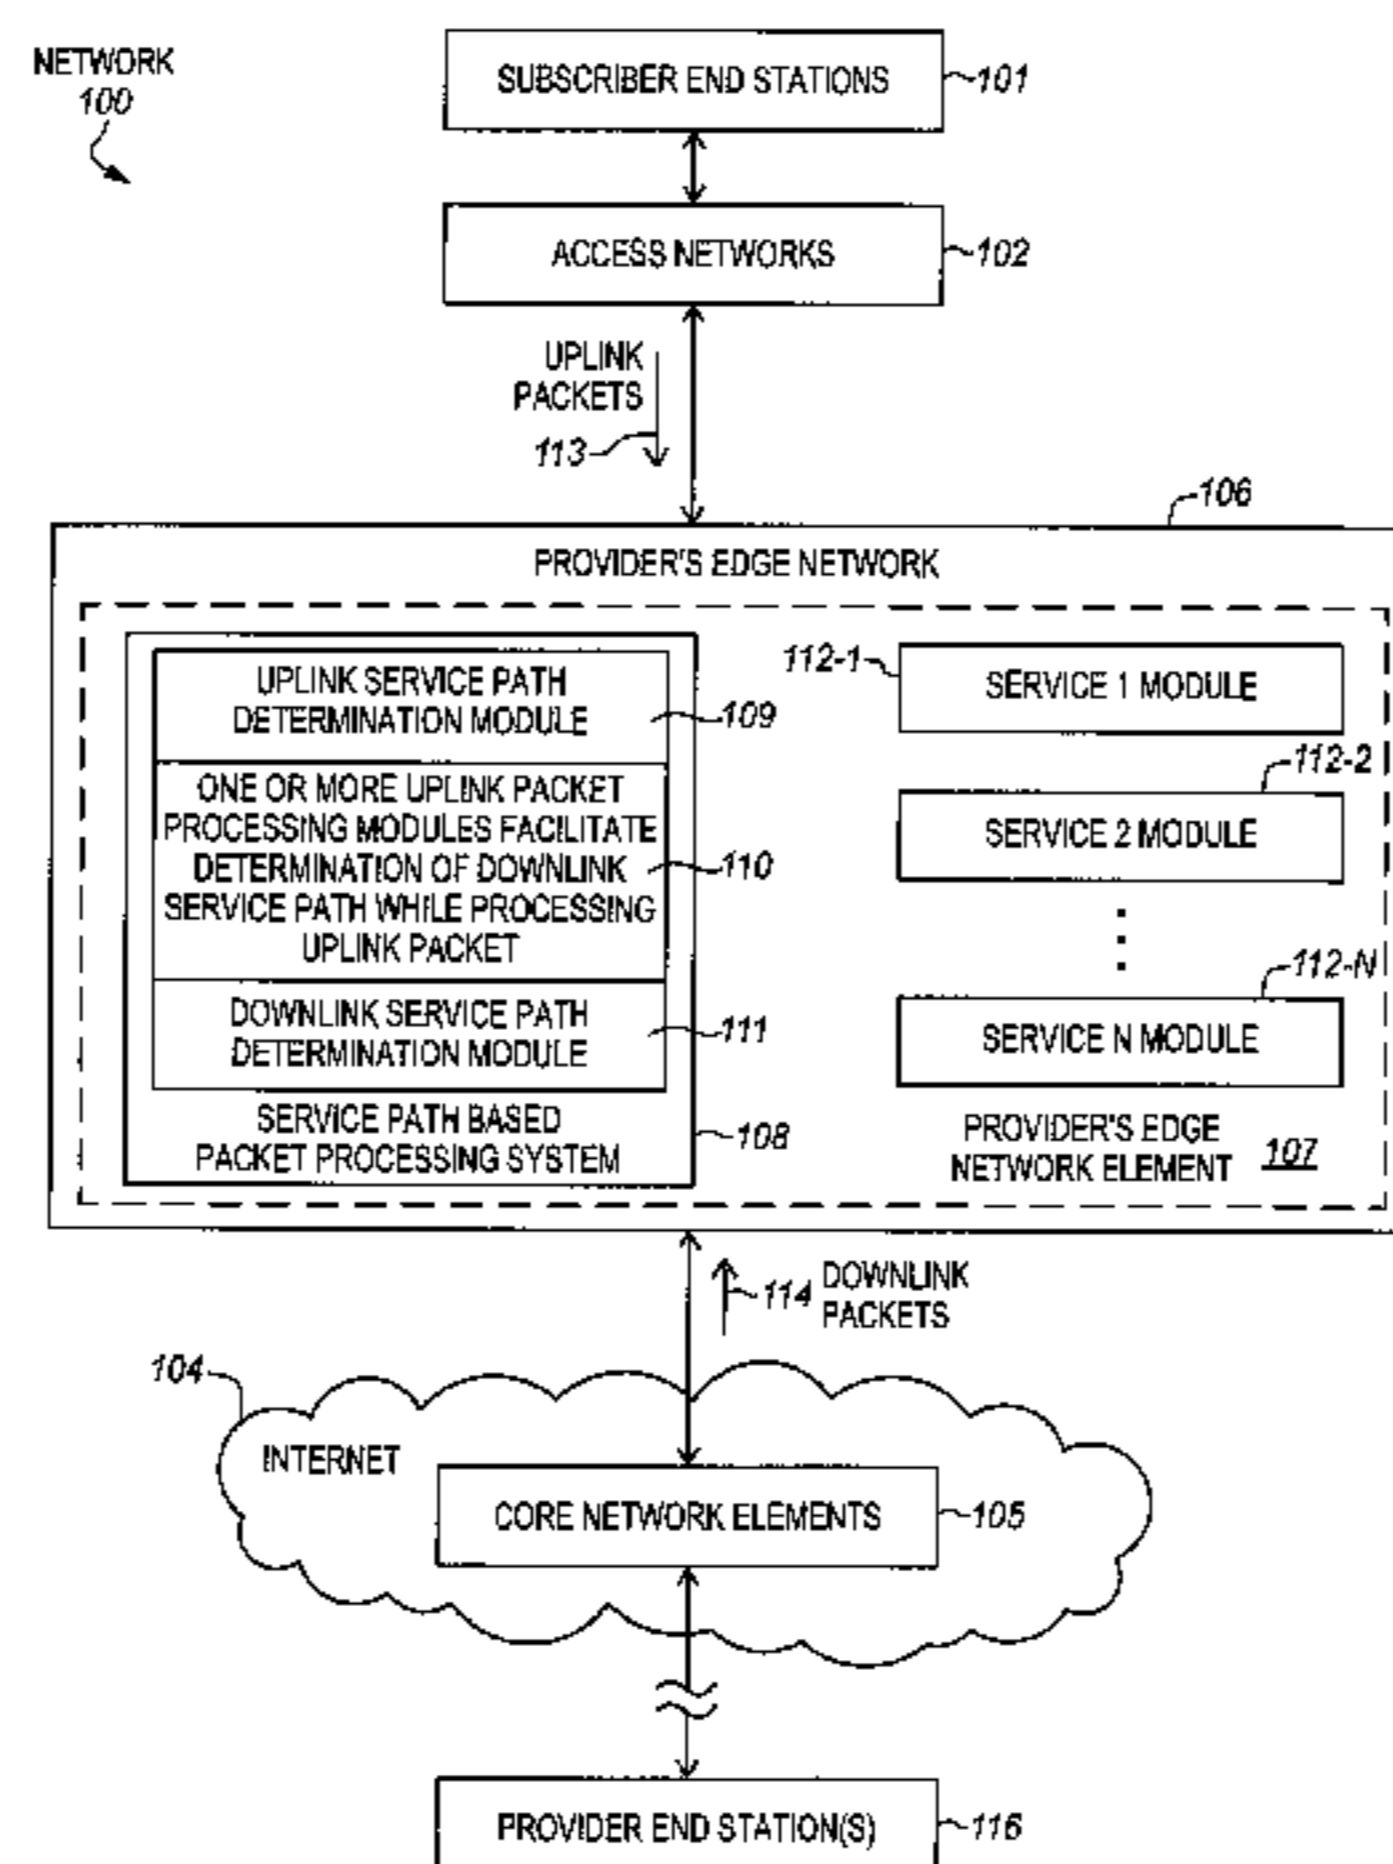 NETWORK
100
SUBSCRIBER END STATIONS
101
ACCESS NETWORKS
102
UPLINK
PACKETS
113
106
PROVIDER'S EDGE NETWORK
UPLINK SERVICE PATH
DETERMINATION MODULE
109
ONE OR MORE UPLINK PACKET
PROCESSING MODULES FACILITATE
DETERMINATION OF DOWNLINK
SERVICE PATH WHILE PROCESSING
UPLINK PACKET
110
DOWNLINK SERVICE PATH
DETERMINATION MODULE
111
SERVICE PATH BASED
PACKET PROCESSING SYSTEM
108
112-1
SERVICE 1 MODULE
112-2
SERVICE 2 MODULE
112-N
SERVICE N MODULE
PROVIDER'S EDGE
NETWORK ELEMENT 107
114
DOWNLINK
PACKETS
104
INTERNET
CORE NETWORK ELEMENTS
105
PROVIDER END STATION(S)
116